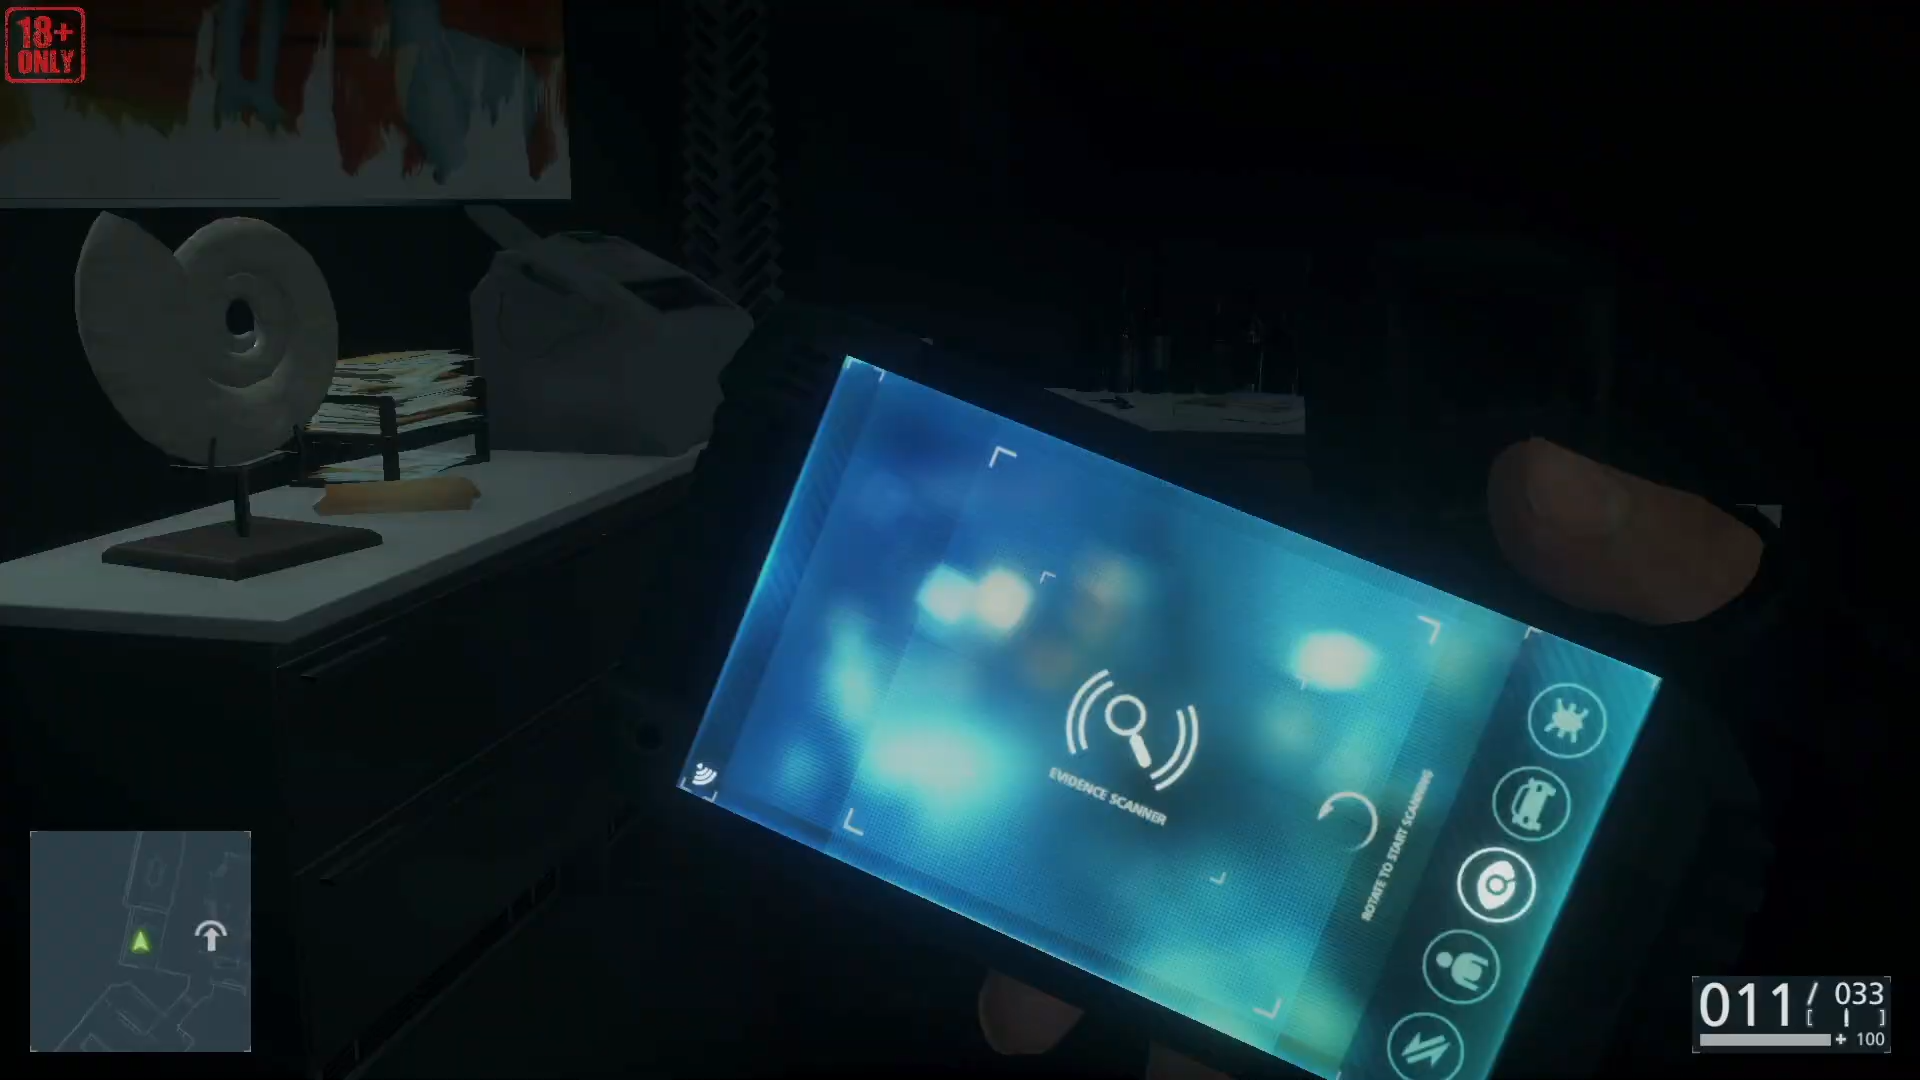 18+
ONLY
EVIDENCE SCANNER
ROTATE TO START SCANNING
011 / 033
[ | ]
+ 100